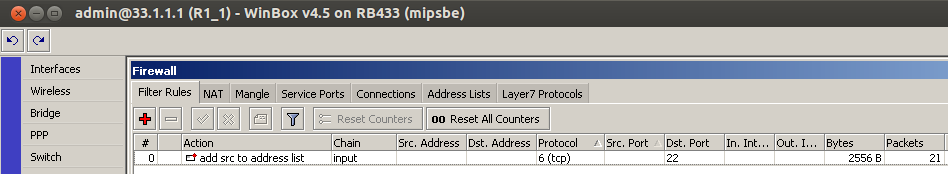 admin@33.1.1.1 (R1_1) - WinBox v4.5 on RB433 (mipsbe)
Interfaces
Wireless
Bridge
PPP
Switch
Firewall
Filter Rules NAT Mangle Service Ports Connections Address Lists Layer7 Protocols
Reset Counters 00 Reset All Counters
# Action Chain Src. Address Dst. Address Protocol Src. Port Dst. Port In. Int... Out. I... Bytes Packets
0 add src to address list input 6 (tcp) 22 2556 B 21